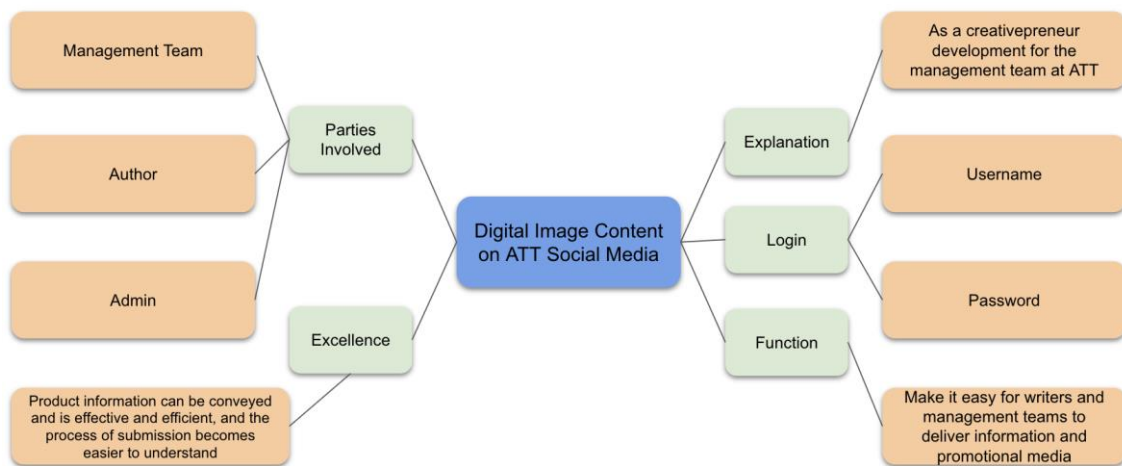 Management Team
Parties
Involved
Author
Admin
Excellence
Product information can be conveyed
and is effective and efficient, and the
process of submission becomes
easier to understand
Digital Image Content
on ATT Social Media
Explanation
As a creativepreneur
development for the
management team at ATT
Login
Username
Password
Function
Make it easy for writers and
management teams to
deliver information and
promotional media